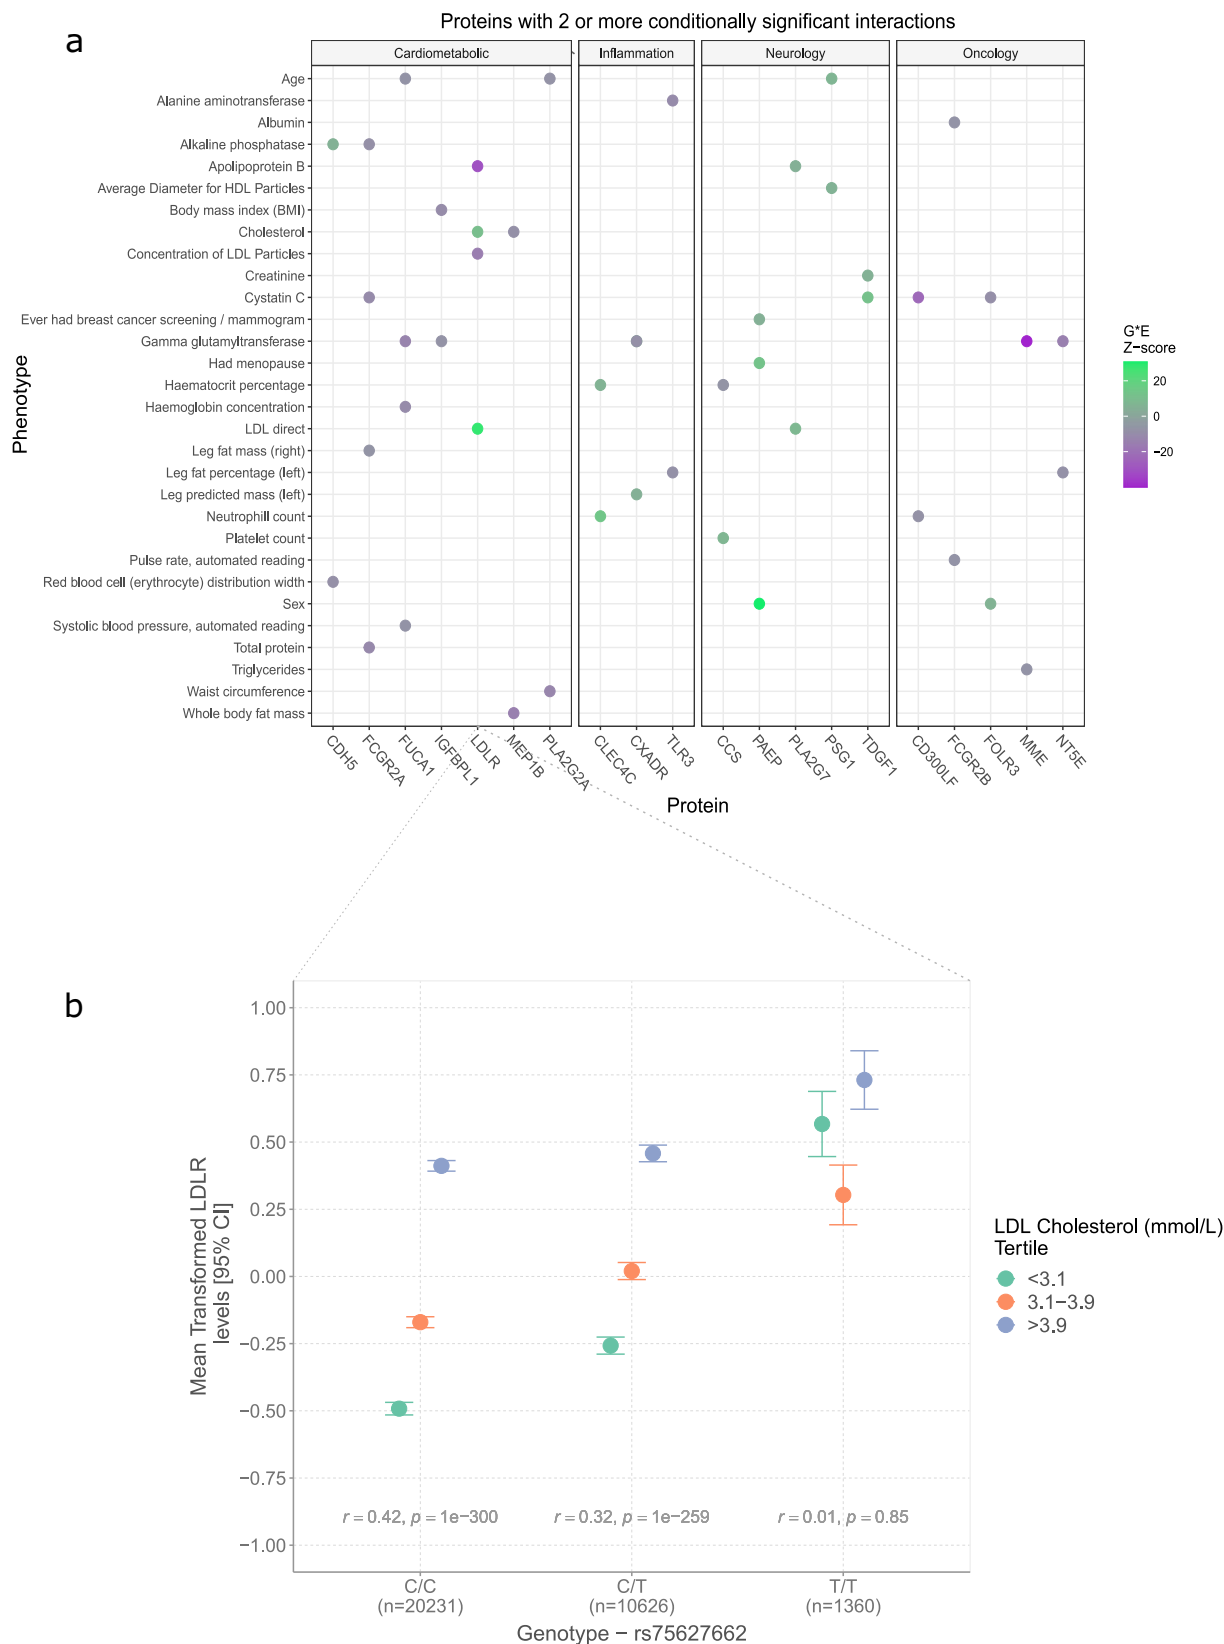 a
Proteins with 2 or more conditionally significant interactions
Cardiometabolic
Inflammation
Neurology
Oncology
Phenotype
Age
Alanine aminotransferase
Albumin
Alkaline phosphatase
Apolipoprotein B
Average Diameter for HDL Particles
Body mass index (BMI)
Cholesterol
Concentration of LDL Particles
Creatinine
Cystatin C
Ever had breast cancer screening / mammogram
Gamma glutamyltransferase
Had menopause
Haematocrit percentage
Haemoglobin concentration
LDL direct
Leg fat mass (right)
Leg fat percentage (left)
Leg predicted mass (left)
Neutrophill count
Platelet count
Pulse rate, automated reading
Red blood cell (erythrocyte) distribution width
Sex
Systolic blood pressure, automated reading
Total protein
Triglycerides
Waist circumference
Whole body fat mass
CDH5
FCGR2A
FUCA1
IGFBPL1
LDLR
MEP1B
PLA2G2A
CLEC4C
CXADR
TLR3
CCS
PAEP
PLA2G7
PSG1
TDGF1
CD300LF
FCGR2B
FOLR3
MME
NT5E
Protein
G*E
Z−score
20
0
−20
b
Mean Transformed LDLR
levels [95% CI]
1.00
0.75
0.50
0.25
0.00
−0.25
−0.50
−0.75
−1.00
r = 0.42, p = 1e−300
r = 0.32, p = 1e−259
r = 0.01, p = 0.85
C/C
(n=20231)
C/T
(n=10626)
T/T
(n=1360)
Genotype − rs75627662
LDL Cholesterol (mmol/L)
Tertile
<3.1
3.1−3.9
>3.9